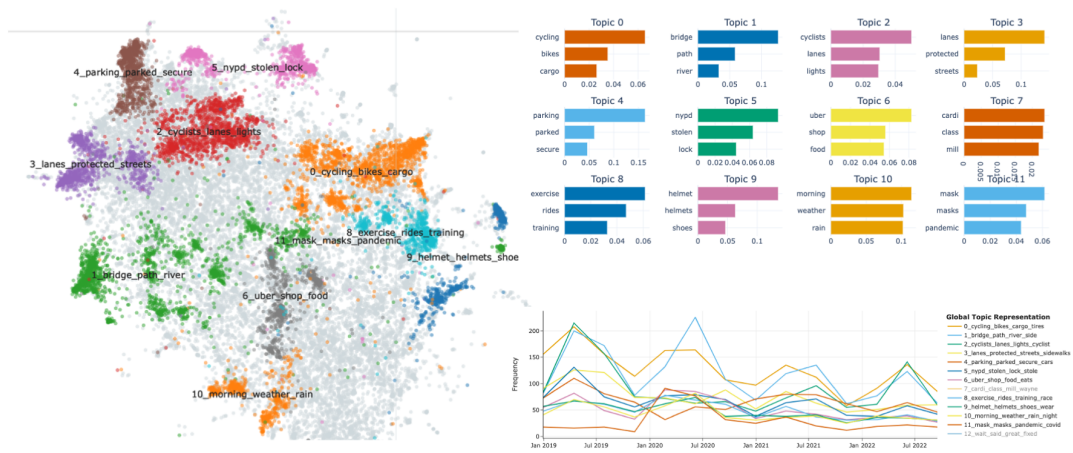 4_parking_parked_secure
5_nypd_stolen_lock
2_cyclists_lanes_lights
3_lanes_protected_streets
0_cycling_bikes_cargo
8_exercise_rides_training
11_mask_masks_pandemic
9_helmet_helmets_shoe
1_bridge_path_river
6_uber_shop_food
10_morning_weather_rain
Topic 0
cycling
bikes
cargo
0 0.02 0.04 0.06
Topic 1
bridge
path
river
0 0.05 0.1
Topic 2
cyclists
lanes
lights
0 0.02 0.04
Topic 3
lanes
protected
streets
0 0.05 0.1
Topic 4
parking
parked
secure
0 0.05 0.1 0.15
Topic 5
nypd
stolen
lock
0 0.02 0.04 0.06 0.08
Topic 6
uber
shop
food
0 0.02 0.04 0.06 0.08
Topic 7
cardi
class
mill
0
Topic 8
exercise
rides
training
0 0.02 0.04 0.06
Topic 9
helmet
helmets
shoes
0 0.05 0.1
Topic 10
morning
weather
rain
0 0.05 0.1
Topic 11
mask
masks
pandemic
0 0.02 0.04 0.06
Frequency
200
150
100
50
0
Jan 2019 Jul 2019 Jan 2020 Jul 2020 Jan 2021 Jul 2021 Jan 2022 Jul 2022
Global Topic Representation
0_cycling_bikes_cargo_tires
1_bridge_path_river_side
2_cyclists_lanes_lights_cyclist
3_lanes_protected_streets_sidewalks
4_parking_parked_secure_cars
5_nypd_stolen_lock_stole
6_uber_shop_food_eats
7_cardi_class_mill_wayne
8_exercise_rides_training_race
9_helmet_helmets_shoes_wear
10_morning_weather_rain_night
11_mask_masks_pandemic_covid
12_wait_said_great_fixed